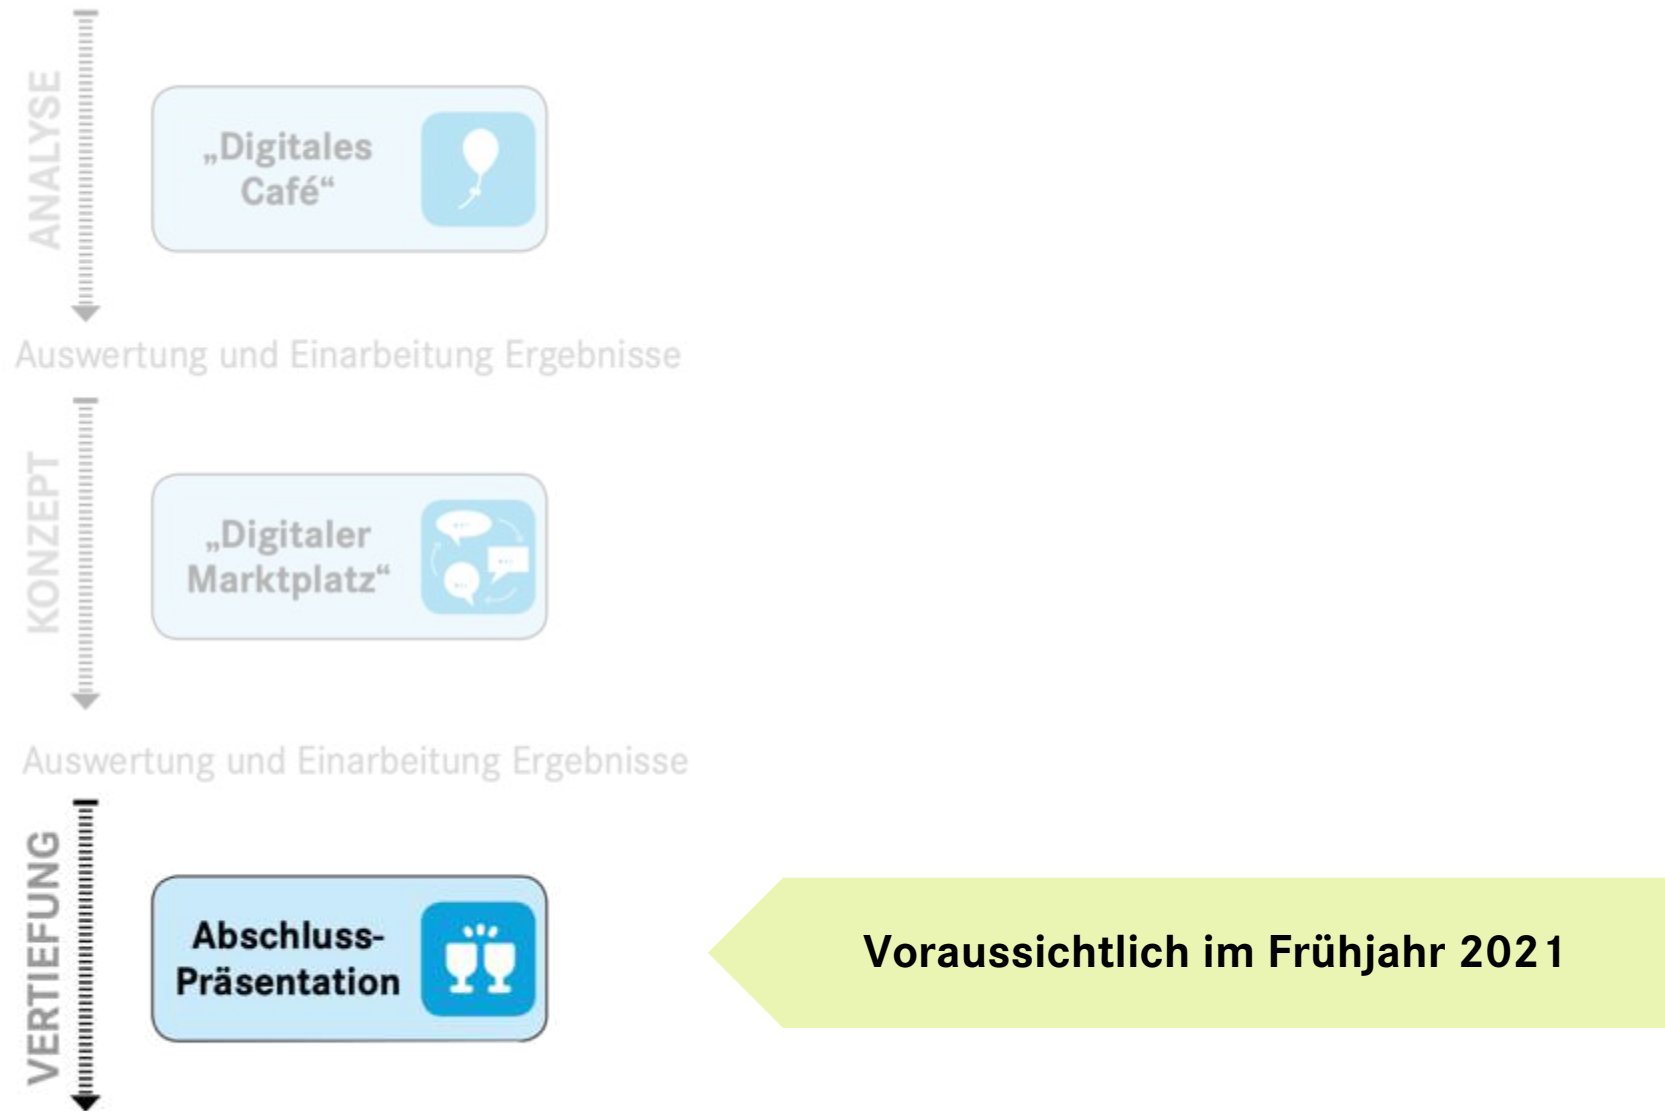 ANALYSE
„Digitales
Café“
Auswertung und Einarbeitung Ergebnisse
KONZEPT
„Digitaler
Marktplatz“
Auswertung und Einarbeitung Ergebnisse
VERTIEFUNG
Abschluss-
Präsentation
Voraussichtlich im Frühjahr 2021